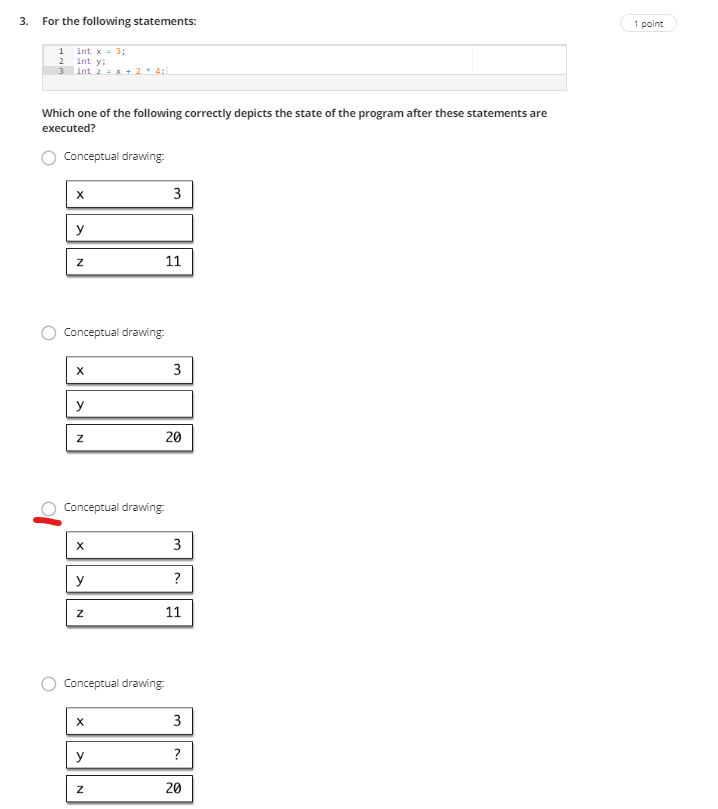 3. For the following statements:
1 point
1 int x = 3;
2 int y;
3 int z = x + 2 * 4;
Which one of the following correctly depicts the state of the program after these statements are
executed?
Conceptual drawing:
x 3
y
z 11
Conceptual drawing:
x 3
y
z 20
Conceptual drawing:
x 3
y ?
z 11
Conceptual drawing:
x 3
y ?
z 20